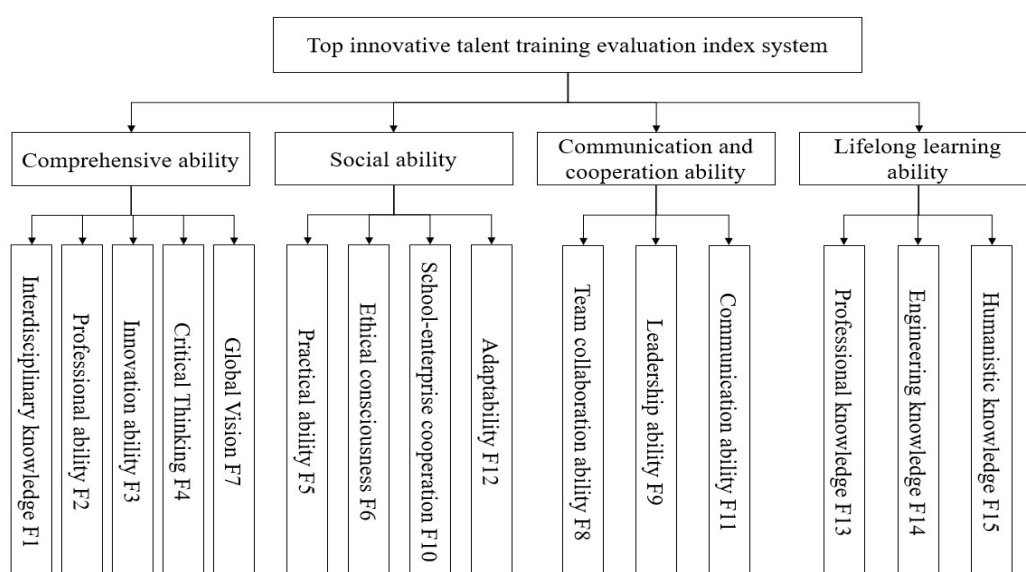 Top innovative talent training evaluation index system
Comprehensive ability
Social ability
Communication and
cooperation ability
Lifelong learning
ability
Interdisciplinary knowledge F1
Professional ability F2
Innovation ability F3
Critical Thinking F4
Global Vision F7
Practical ability F5
Ethical consciousness F6
School-enterprise cooperation F10
Adaptability F12
Team collaboration ability F8
Leadership ability F9
Communication ability F11
Professional knowledge F13
Engineering knowledge F14
Humanistic knowledge F15